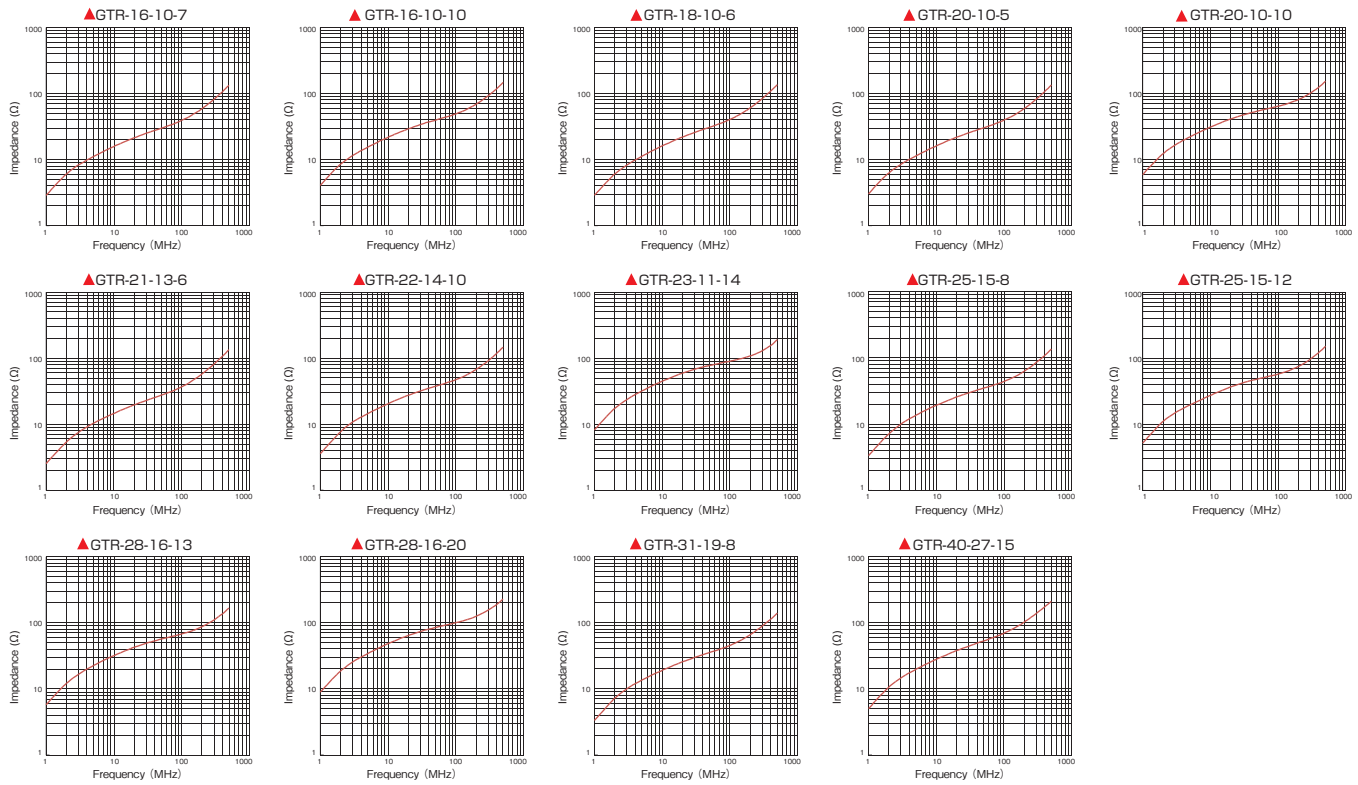 ▲GTR-16-10-7
1000
100
10
1
Impedance (Ω)
1 10 100 1000
Frequency (MHz)
▲GTR-16-10-10
1000
100
10
1
Impedance (Ω)
1 10 100 1000
Frequency (MHz)
▲GTR-18-10-6
1000
100
10
1
Impedance (Ω)
1 10 100 1000
Frequency (MHz)
▲GTR-20-10-5
1000
100
10
1
Impedance (Ω)
1 10 100 1000
Frequency (MHz)
▲GTR-20-10-10
1000
100
10
1
Impedance (Ω)
1 10 100 1000
Frequency (MHz)
▲GTR-21-13-6
1000
100
10
1
Impedance (Ω)
1 10 100 1000
Frequency (MHz)
▲GTR-22-14-10
1000
100
10
1
Impedance (Ω)
1 10 100 1000
Frequency (MHz)
▲GTR-23-11-14
1000
100
10
1
Impedance (Ω)
1 10 100 1000
Frequency (MHz)
▲GTR-25-15-8
1000
100
10
1
Impedance (Ω)
1 10 100 1000
Frequency (MHz)
▲GTR-25-15-12
1000
100
10
1
Impedance (Ω)
1 10 100 1000
Frequency (MHz)
▲GTR-28-16-13
1000
100
10
1
Impedance (Ω)
1 10 100 1000
Frequency (MHz)
▲GTR-28-16-20
1000
100
10
1
Impedance (Ω)
1 10 100 1000
Frequency (MHz)
▲GTR-31-19-8
1000
100
10
1
Impedance (Ω)
1 10 100 1000
Frequency (MHz)
▲GTR-40-27-15
1000
100
10
1
Impedance (Ω)
1 10 100 1000
Frequency (MHz)